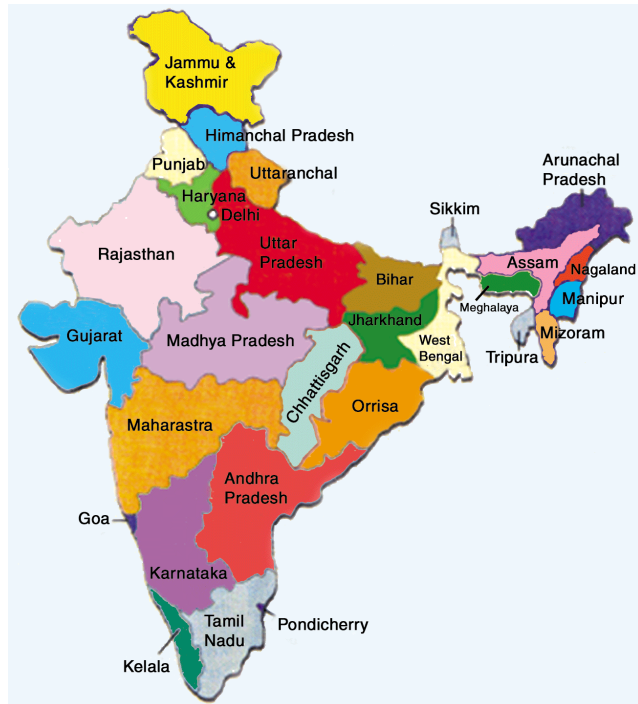 Jammu &
Kashmir
Himanchal Pradesh
Punjab
Uttaranchal
Haryana
Delhi
Arunachal
Pradesh
Sikkim
Rajasthan
Uttar
Pradesh
Bihar
Assam
Nagaland
Meghalaya
Manipur
Gujarat
Madhya Pradesh
Jharkhand
West
Bengal
Tripura
Mizoram
Chhattisgarh
Orrisa
Maharastra
Andhra
Pradesh
Goa
Karnataka
Tamil
Nadu
Pondicherry
Kelala